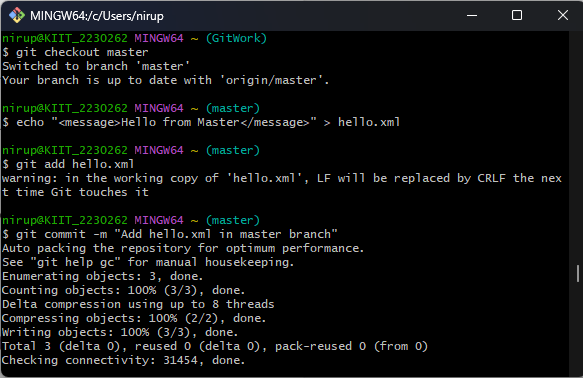 MINGW64:/c/Users/nirup
nirup@KIIT_2230262 MINGW64 ~ (GitWork)
$ git checkout master
Switched to branch 'master'
Your branch is up to date with 'origin/master'.
nirup@KIIT_2230262 MINGW64 ~ (master)
$ echo "<message>Hello from Master</message>" > hello.xml
nirup@KIIT_2230262 MINGW64 ~ (master)
$ git add hello.xml
warning: in the working copy of 'hello.xml', LF will be replaced by CRLF the nex
t time Git touches it
nirup@KIIT_2230262 MINGW64 ~ (master)
$ git commit -m "Add hello.xml in master branch"
Auto packing the repository for optimum performance.
See "git help gc" for manual housekeeping.
Enumerating objects: 3, done.
Counting objects: 100% (3/3), done.
Delta compression using up to 8 threads
Compressing objects: 100% (2/2), done.
Writing objects: 100% (3/3), done.
Total 3 (delta 0), reused 0 (delta 0), pack-reused 0 (from 0)
Checking connectivity: 31454, done.